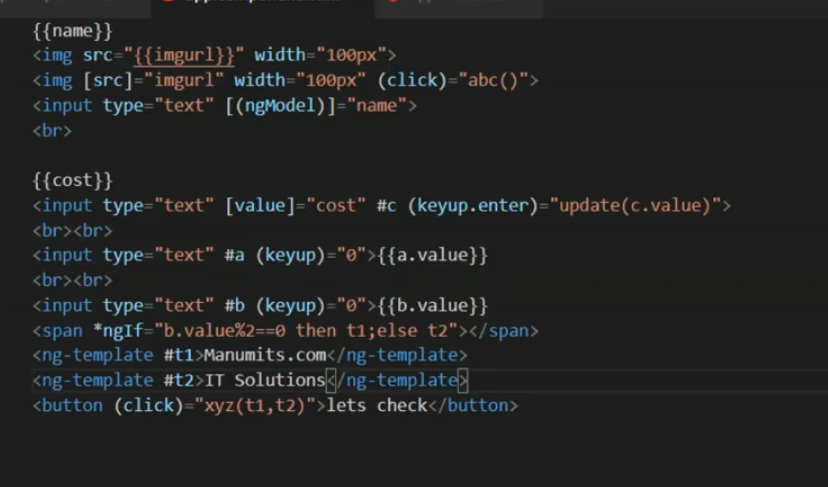 {{name}}
<img src="{{imgurl}}" width="100px">
<img [src]="imgurl" width="100px" (click)="abc()">
<input type="text" [(ngModel)]="name">
<br>
{{cost}}
<input type="text" [value]="cost" #c (keyup.enter)="update(c.value)">
<br><br>
<input type="text" #a (keyup)="0">{{a.value}}
<br><br>
<input type="text" #b (keyup)="0">{{b.value}}
<span *ngIf="b.value%2==0 then t1;else t2"></span>
<ng-template #t1>Manumits.com</ng-template>
<ng-template #t2>IT Solutions</ng-template>
<button (click)="xyz(t1,t2)">lets check</button>